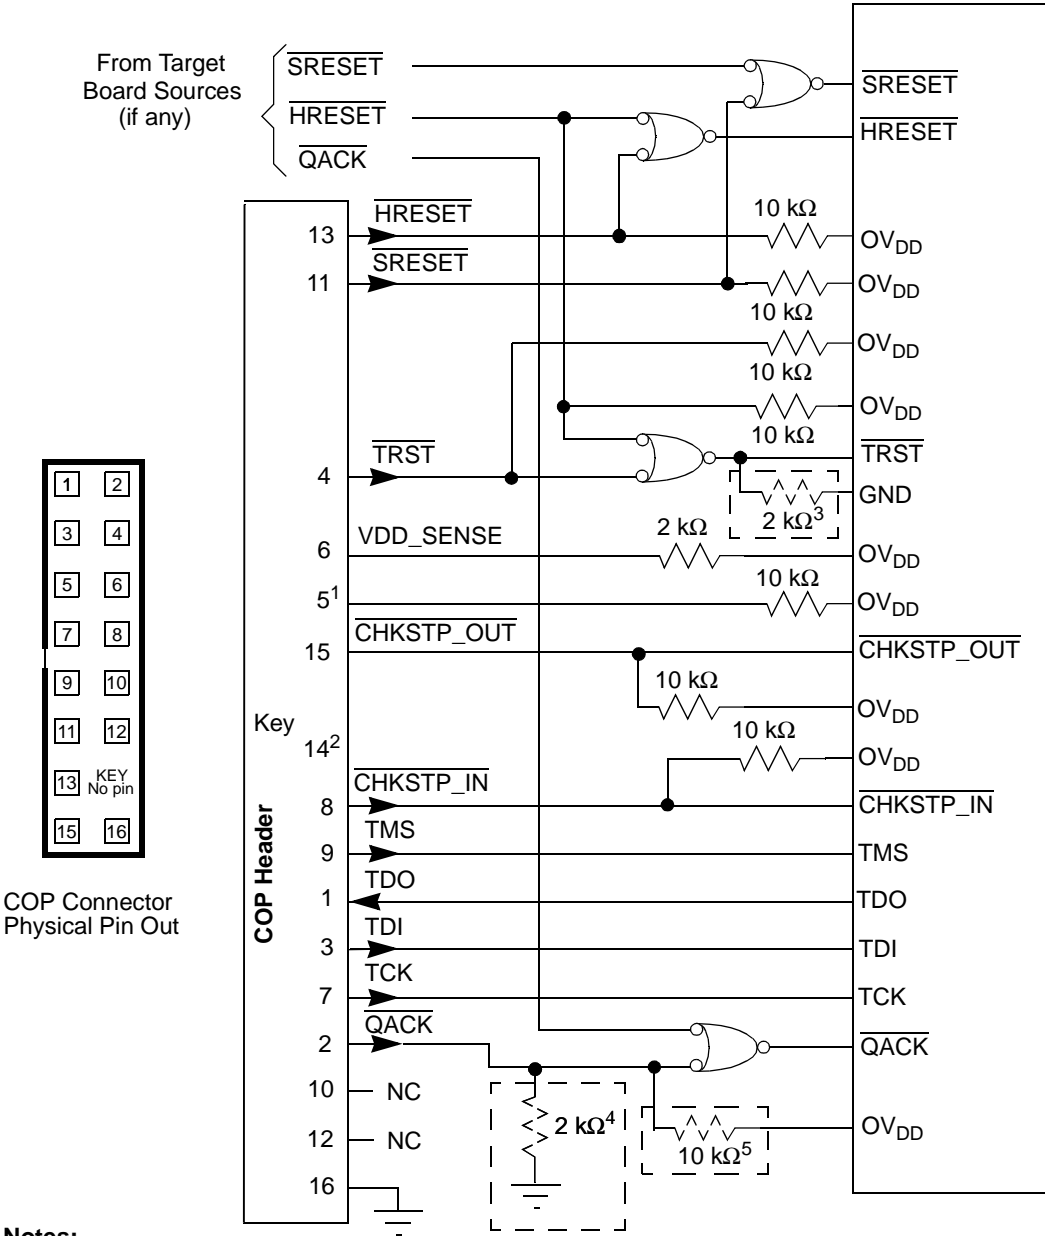 From Target
Board Sources
(if any)
SRESET
HRESET
QACK
SRESET
HRESET
13
HRESET
10 kΩ
OVDD
11
SRESET
10 kΩ
OVDD
10 kΩ
OVDD
10 kΩ
OVDD
4
TRST
TRST
2 kΩ3
GND
6
VDD_SENSE
2 kΩ
OVDD
51
10 kΩ
OVDD
15
CHKSTP_OUT
CHKSTP_OUT
10 kΩ
OVDD
Key
142
10 kΩ
OVDD
8
CHKSTP_IN
CHKSTP_IN
9
TMS
TMS
1
TDO
TDO
3
TDI
TDI
7
TCK
TCK
2
QACK
QACK
10
NC
2 kΩ4
10 kΩ5
OVDD
12
NC
16
COP Header
1 2
3 4
5 6
7 8
9 10
11 12
13 KEY
No pin
15 16
COP Connector
Physical Pin Out
Notes: